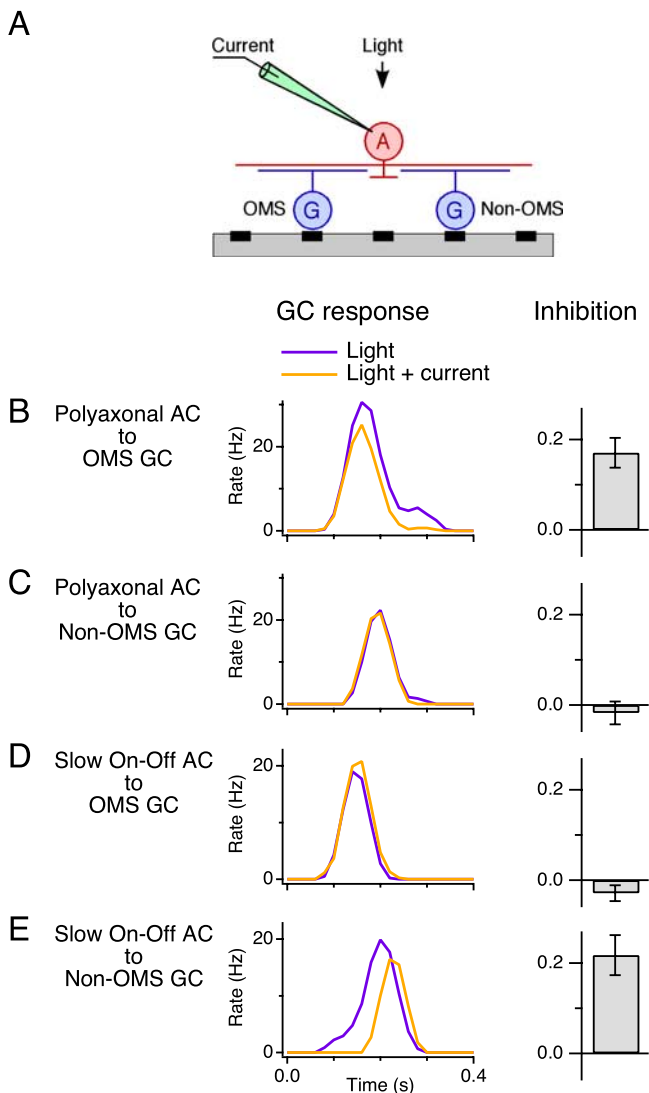 A
Current
Light
A
OMS
G
G
Non-OMS
GC response
Inhibition
Light
Light + current
B
Polyaxonal AC
to
OMS GC
Rate (Hz)
20
0
0.2
0.0
C
Polyaxonal AC
to
Non-OMS GC
Rate (Hz)
20
0
0.2
0.0
D
Slow On-Off AC
to
OMS GC
Rate (Hz)
20
0
0.2
0.0
E
Slow On-Off AC
to
Non-OMS GC
Rate (Hz)
20
0
0.0
0.4
Time (s)
0.2
0.0